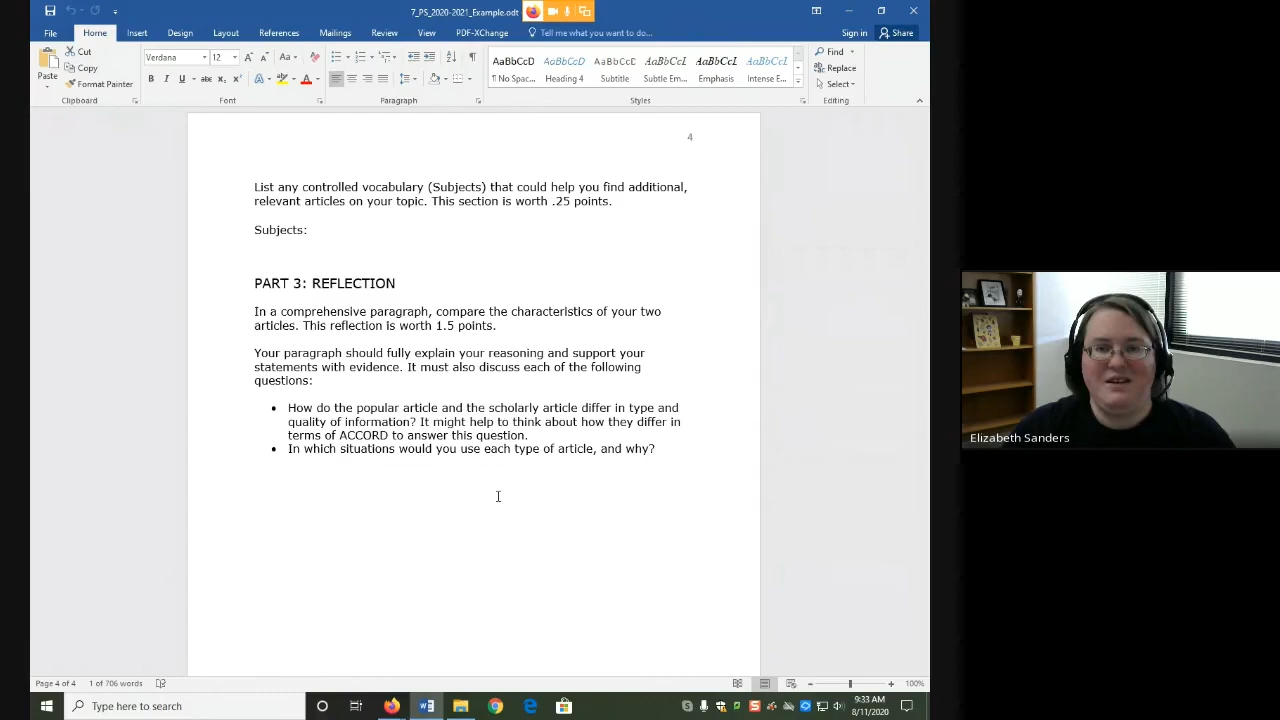 7_PS_2020-2021_Example.odt
File Home Insert Design Layout References Mailings Review View PDF-XChange Tell me what you want to do... Sign in Share
Paste
Cut
Copy
Format Painter
Clipboard
Verdana 12
Font
Paragraph
AaBbCcD AaBbCcD AaBbCcD AaBbCcI AaBbCcI AaBbCcI
¶ No Spac... Heading 4 Subtitle Subtle Em... Emphasis Intense E...
Styles
Find
Replace
Select
Editing
4
List any controlled vocabulary (Subjects) that could help you find additional,
relevant articles on your topic. This section is worth .25 points.
Subjects:
PART 3: REFLECTION
In a comprehensive paragraph, compare the characteristics of your two
articles. This reflection is worth 1.5 points.
Your paragraph should fully explain your reasoning and support your
statements with evidence. It must also discuss each of the following
questions:
• How do the popular article and the scholarly article differ in type and
quality of information? It might help to think about how they differ in
terms of ACCORD to answer this question.
• In which situations would you use each type of article, and why?
Elizabeth Sanders
Page 4 of 4 1 of 706 words 100%
Type here to search
9:33 AM
8/11/2020